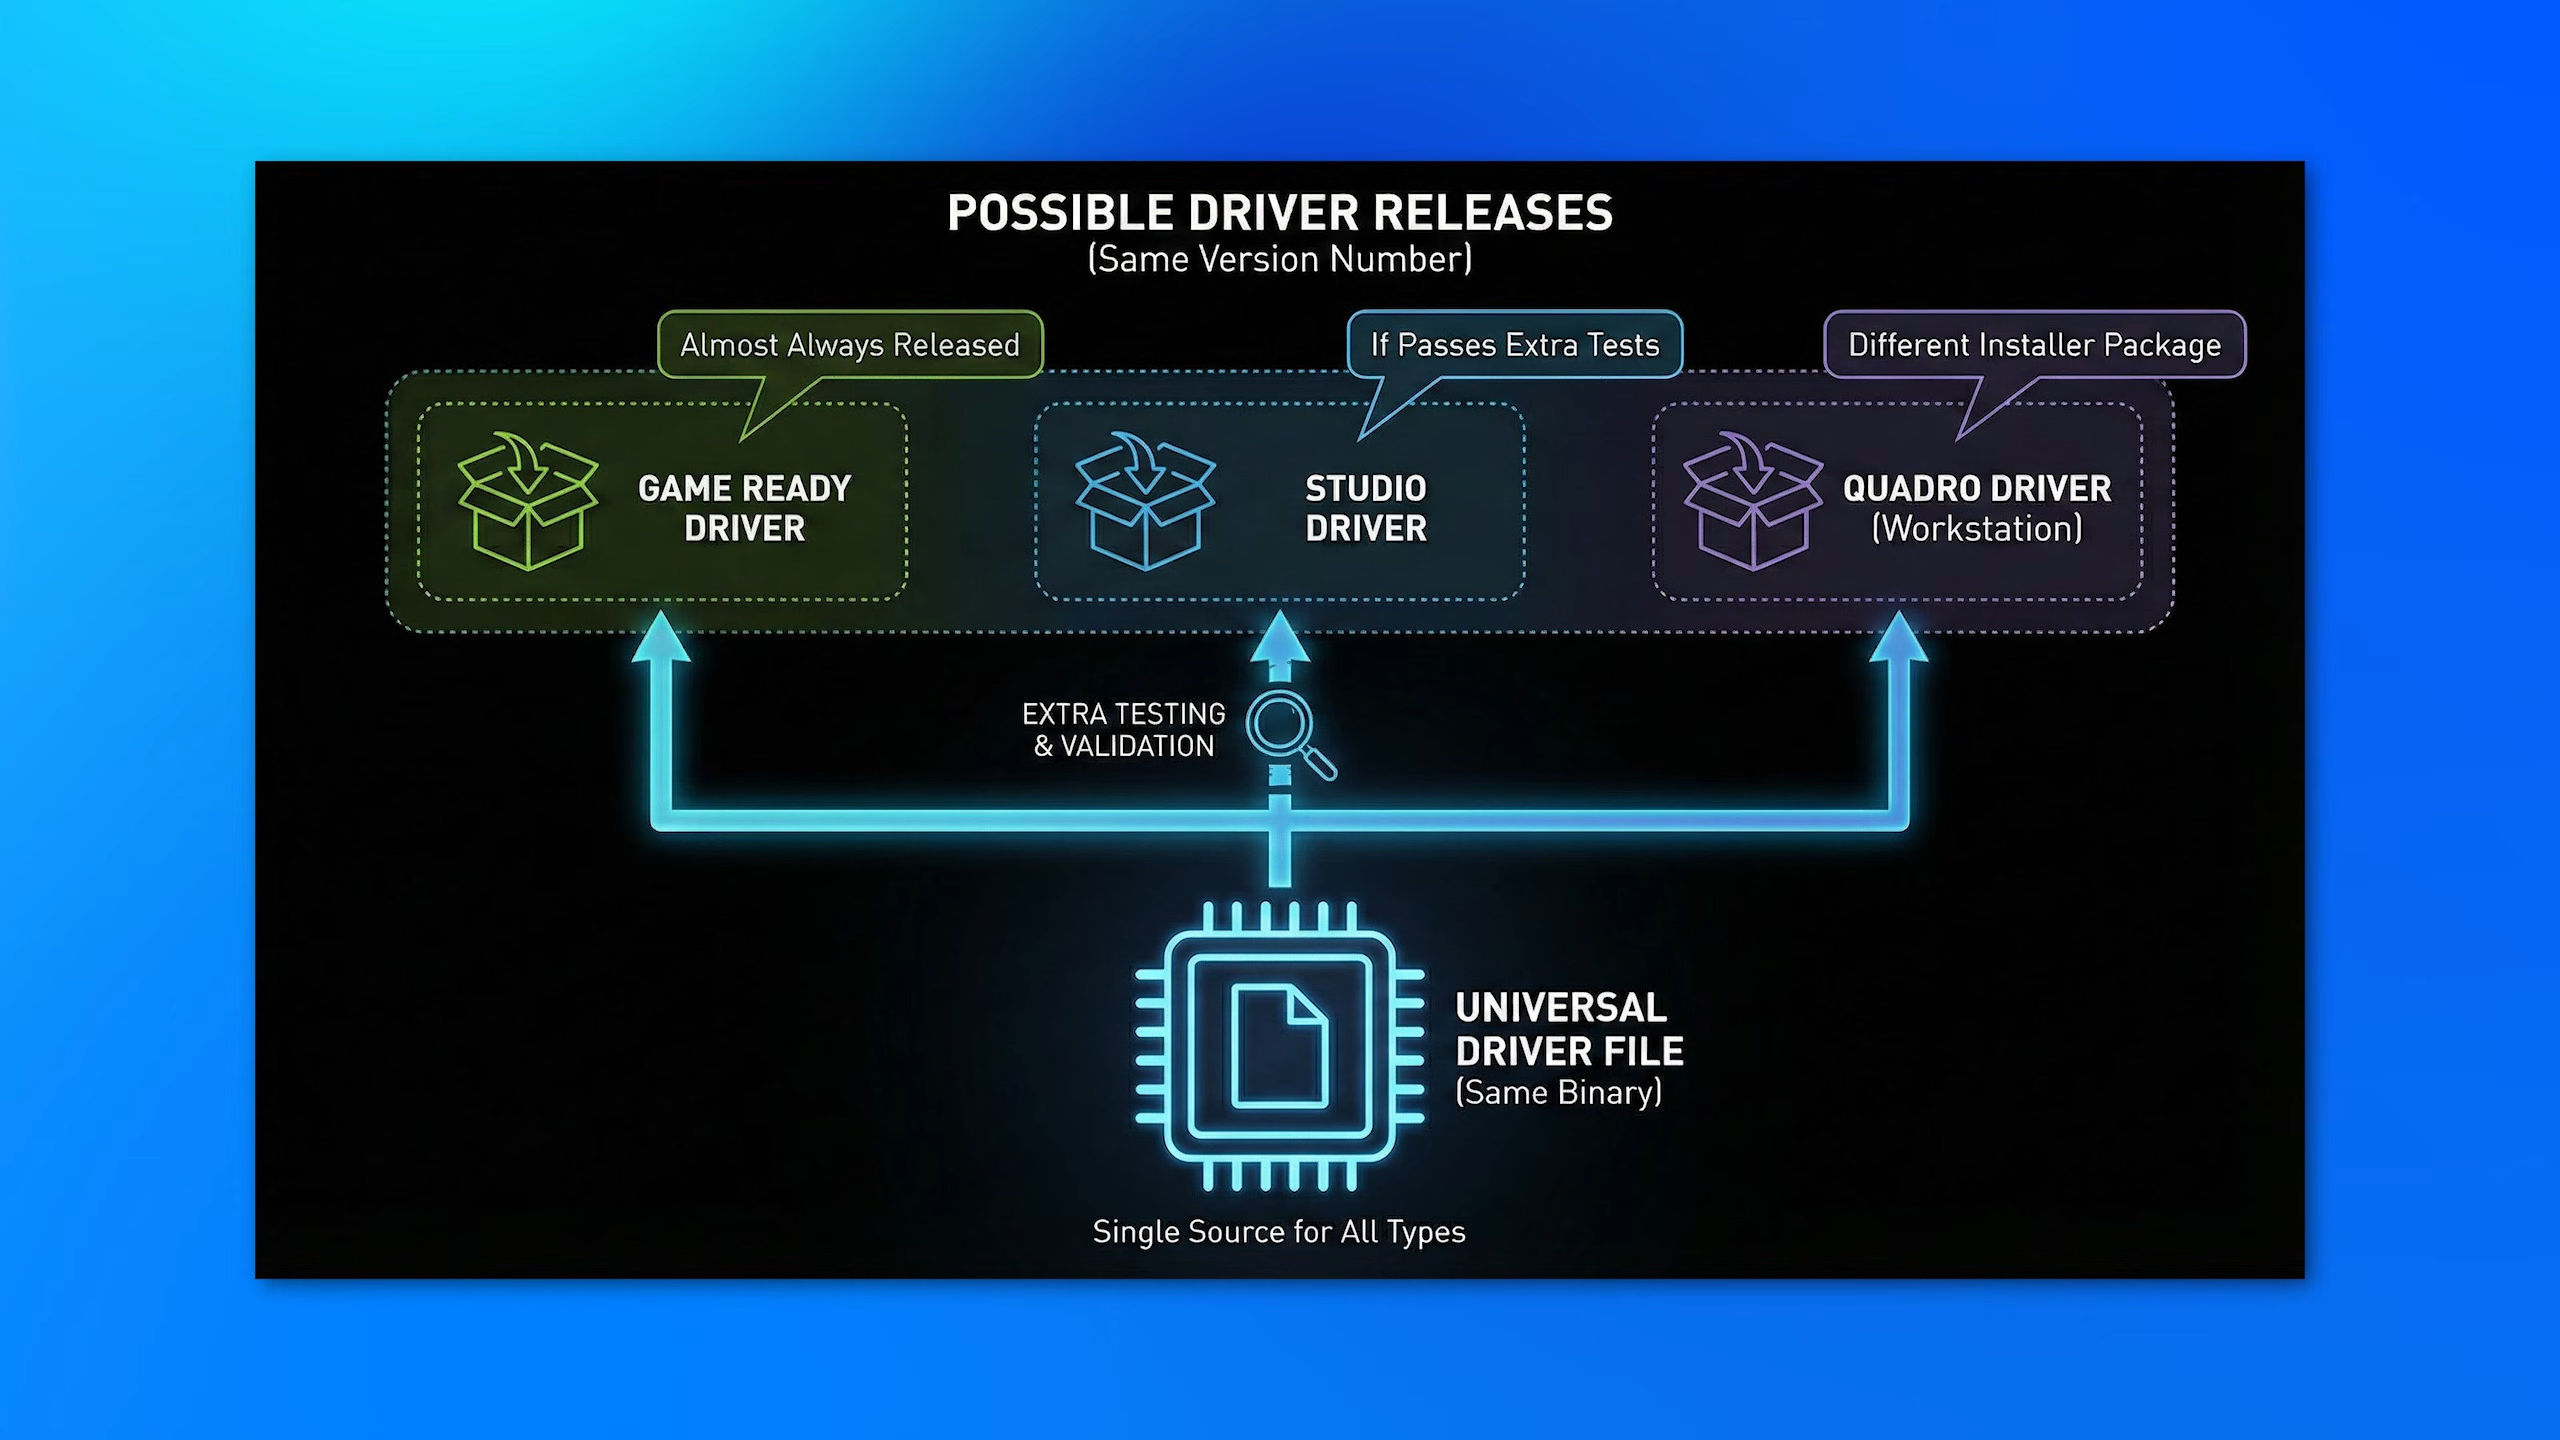 POSSIBLE DRIVER RELEASES
(Same Version Number)
Almost Always Released
If Passes Extra Tests
Different Installer Package
GAME READY
DRIVER
STUDIO
DRIVER
QUADRO DRIVER
(Workstation)
EXTRA TESTING
& VALIDATION
UNIVERSAL
DRIVER FILE
(Same Binary)
Single Source for All Types